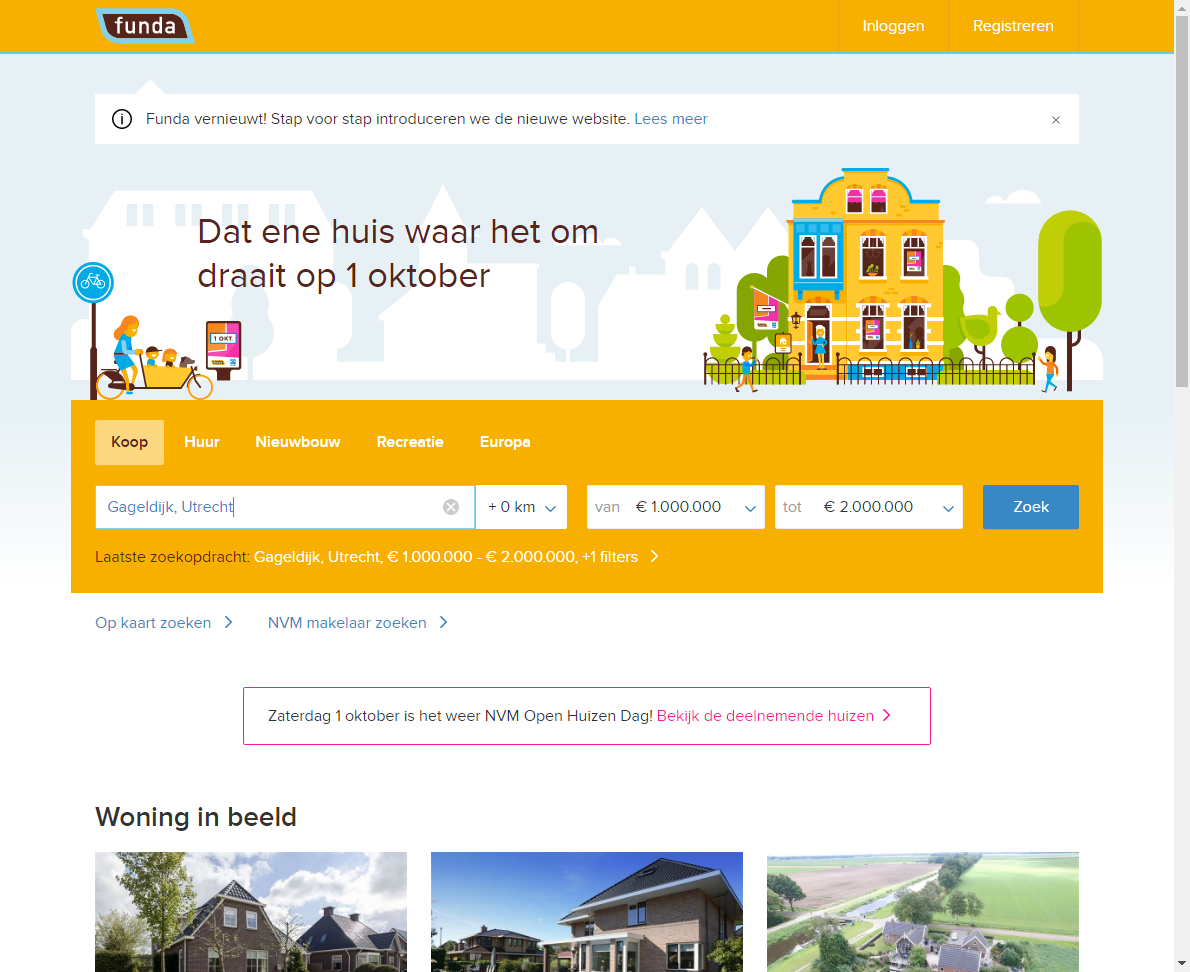 funda
Inloggen
Registreren
Funda vernieuwt! Stap voor stap introduceren we de nieuwe website. Lees meer
Dat ene huis waar het om
draait op 1 oktober
1 OKT
Koop
Huur
Nieuwbouw
Recreatie
Europa
Gageldijk, Utrecht
+ 0 km
van € 1.000.000
tot € 2.000.000
Zoek
Laatste zoekopdracht: Gageldijk, Utrecht, € 1.000.000 - € 2.000.000, +1 filters
Op kaart zoeken
NVM makelaar zoeken
Zaterdag 1 oktober is het weer NVM Open Huizen Dag! Bekijk de deelnemende huizen
Woning in beeld